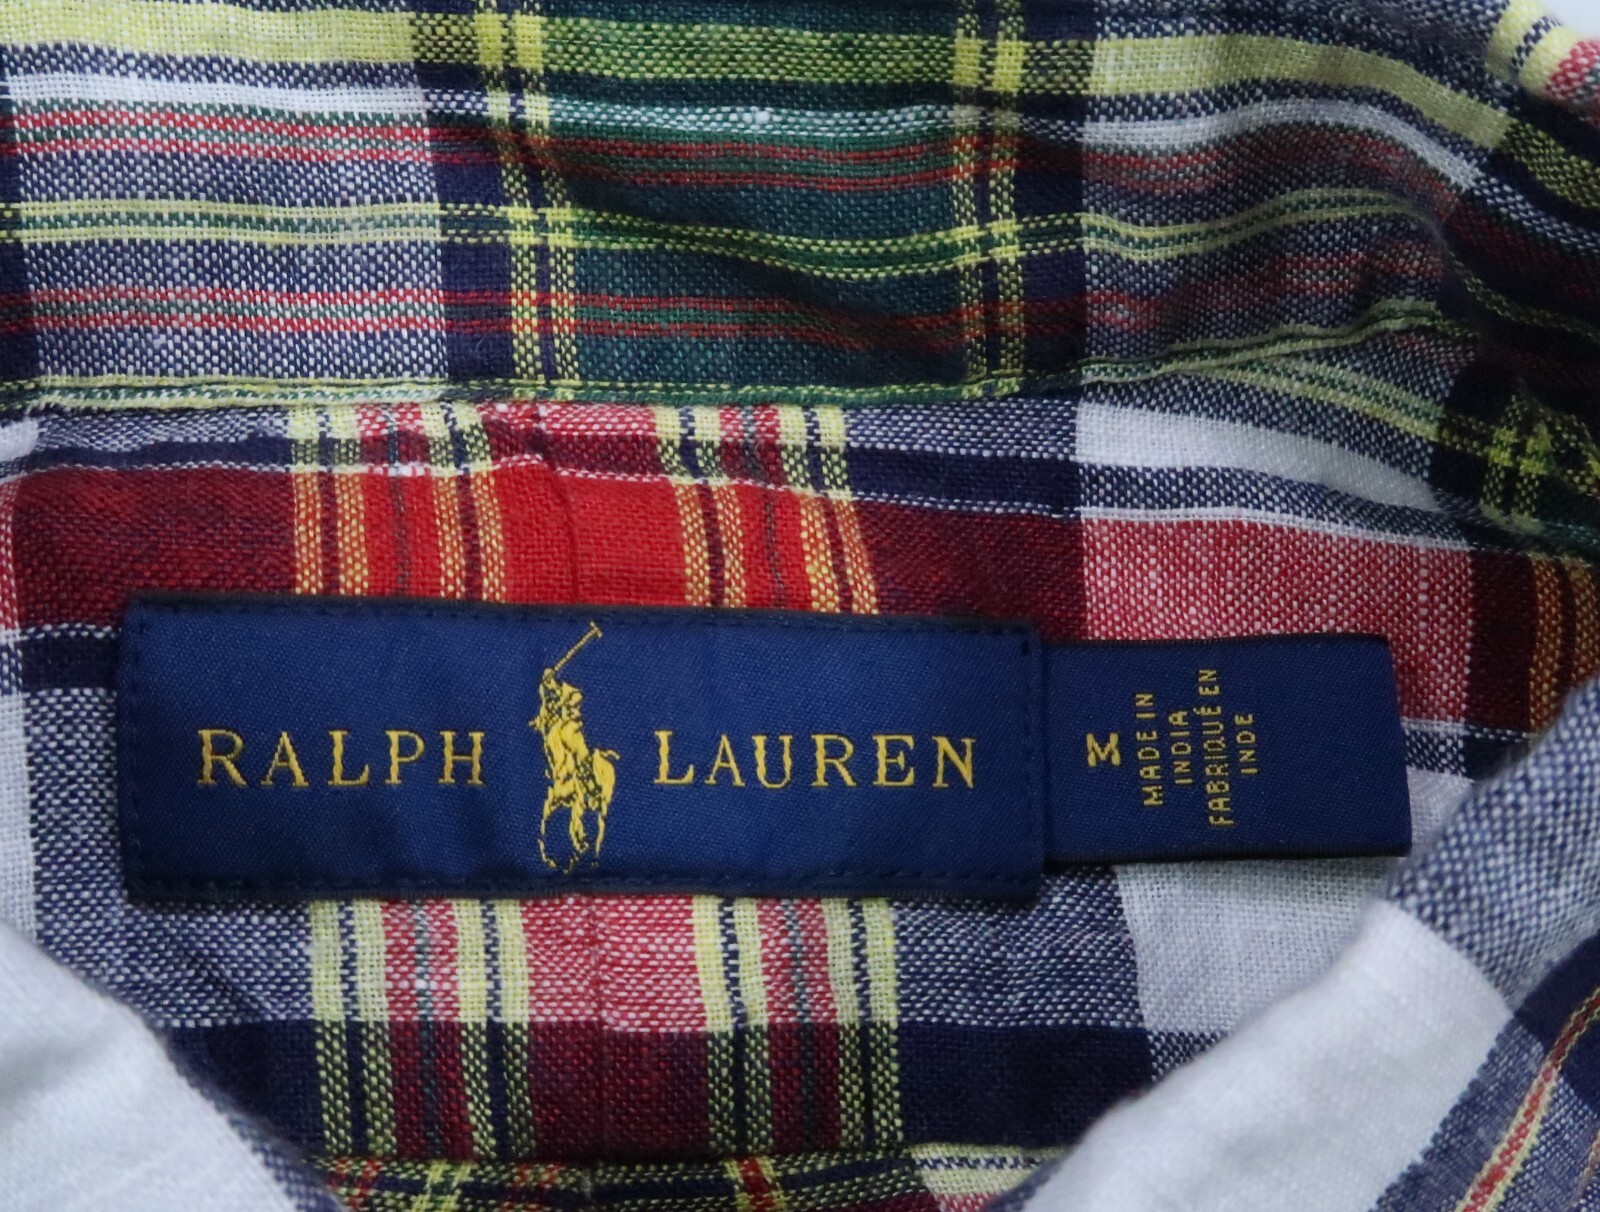 RALPH LAUREN
M
MADE IN
INDIA
FABRIQUÉ EN
INDE